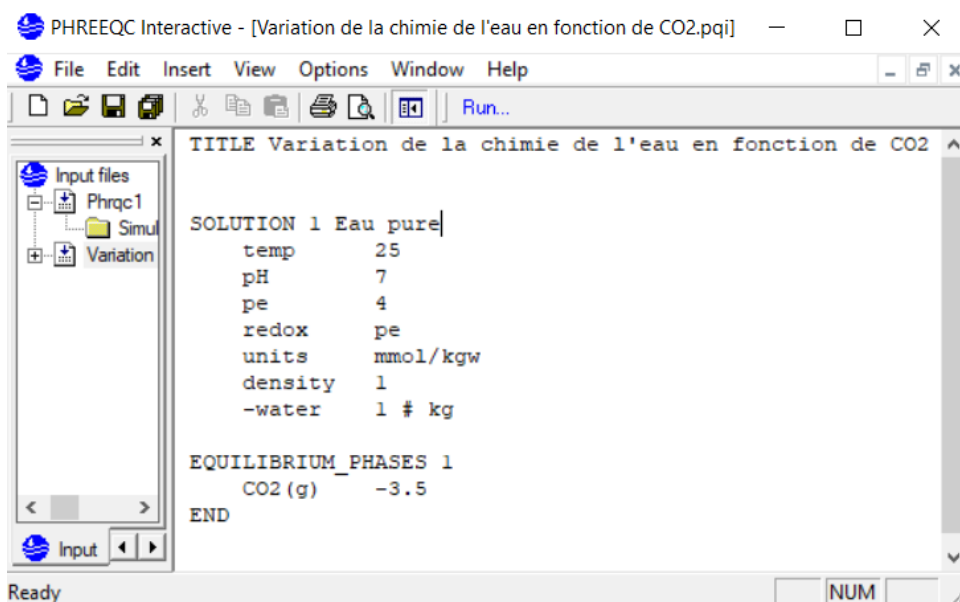 PHREEQC Interactive - [Variation de la chimie de l'eau en fonction de CO2.pqi]
File Edit Insert View Options Window Help
Run...
Input files
Phrqc1
Simul
Variation
TITLE Variation de la chimie de l'eau en fonction de CO2
SOLUTION 1 Eau pure
temp 25
pH 7
pe 4
redox pe
units mmol/kgw
density 1
-water 1 # kg
EQUILIBRIUM_PHASES 1
CO2(g) -3.5
END
Input
Ready
NUM